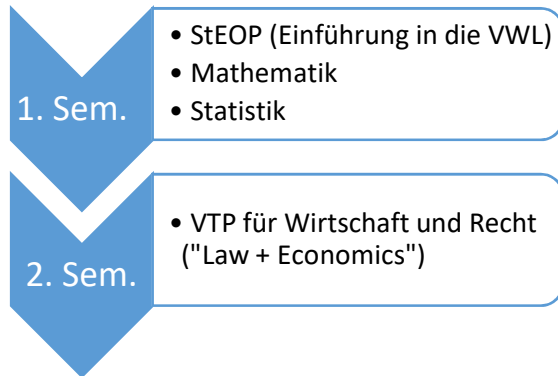 1. Sem.
• StEOP (Einführung in die VWL)
• Mathematik
• Statistik
2. Sem.
• VTP für Wirtschaft und Recht
("Law + Economics")